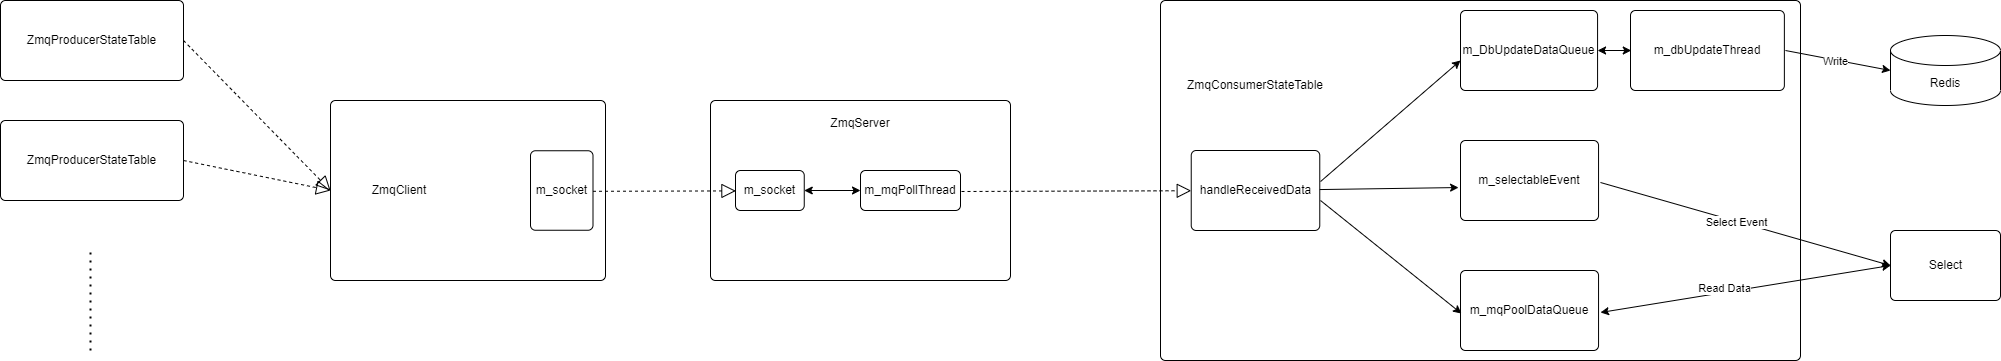 ZmqProducerStateTable
ZmqProducerStateTable
ZmqClient
m_socket
ZmqServer
m_socket
m_mqPollThread
ZmqConsumerStateTable
handleReceivedData
m_DbUpdateDataQueue
m_dbUpdateThread
Write
Redis
m_selectableEvent
Select Event
Select
Read Data
m_mqPoolDataQueue